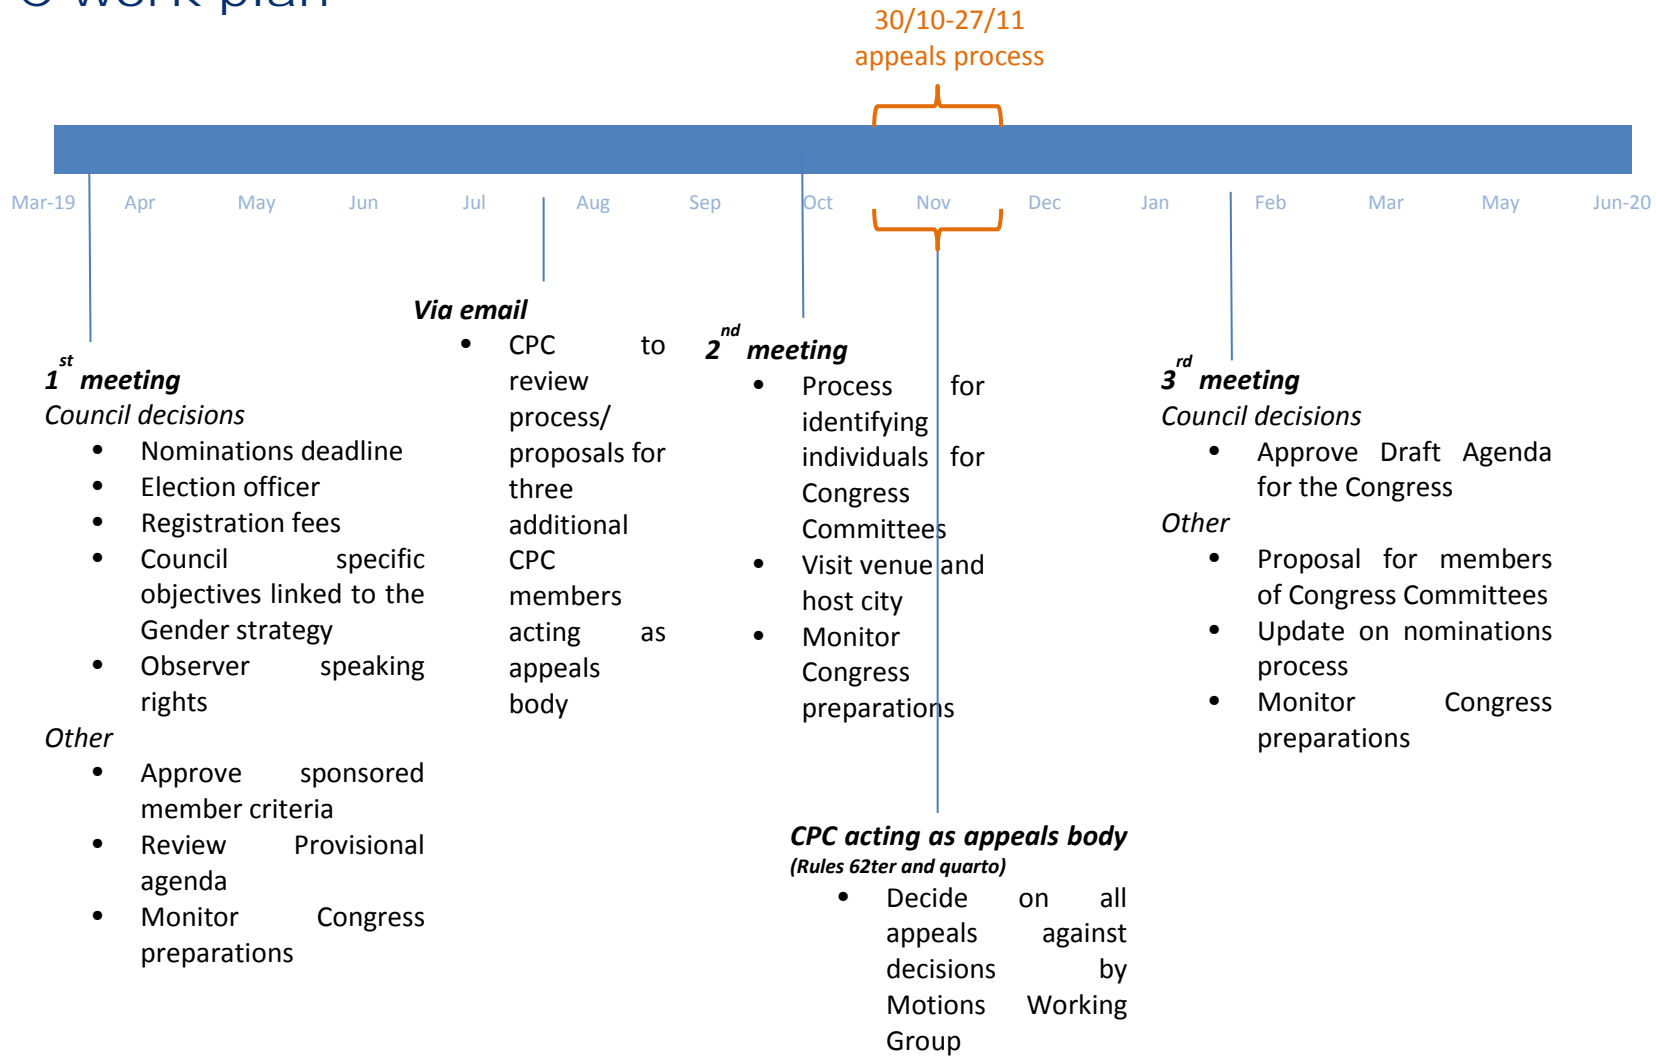 work plan
30/10-27/11
appeals process
Mar-19 Apr May Jun Jul Aug Sep Oct Nov Dec Jan Feb Mar May Jun-20
1st meeting
Council decisions
• Nominations deadline
• Election officer
• Registration fees
• Council specific
objectives linked to the
Gender strategy
• Observer speaking
rights
Other
• Approve sponsored
member criteria
• Review Provisional
agenda
• Monitor Congress
preparations
Via email
• CPC to
review
process/
proposals for
three
additional
CPC
members
acting as
appeals
body
2nd meeting
• Process for
identifying
individuals for
Congress
Committees
• Visit venue and
host city
• Monitor
Congress
preparations
CPC acting as appeals body
(Rules 62ter and quarto)
• Decide on all
appeals against
decisions by
Motions Working
Group
3rd meeting
Council decisions
• Approve Draft Agenda
for the Congress
Other
• Proposal for members
of Congress Committees
• Update on nominations
process
• Monitor Congress
preparations